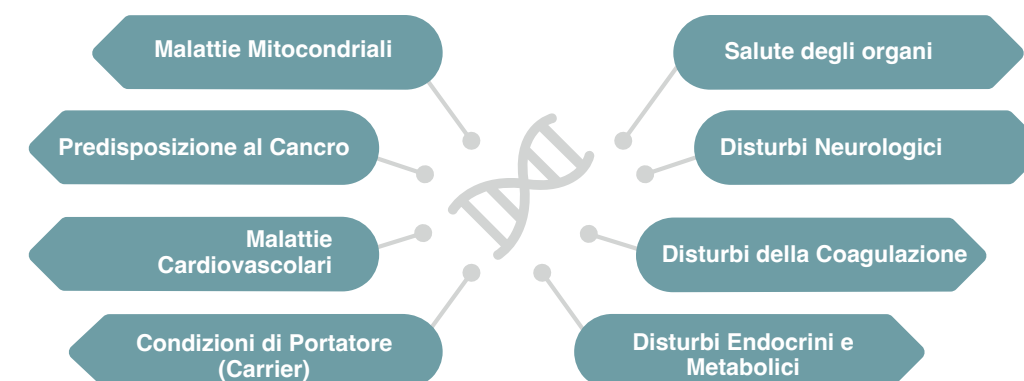 Malattie Mitocondriali
Salute degli organi
Predisposizione al Cancro
Disturbi Neurologici
Malattie
Cardiovascolari
Disturbi della Coagulazione
Condizioni di Portatore
(Carrier)
Disturbi Endocrini e
Metabolici